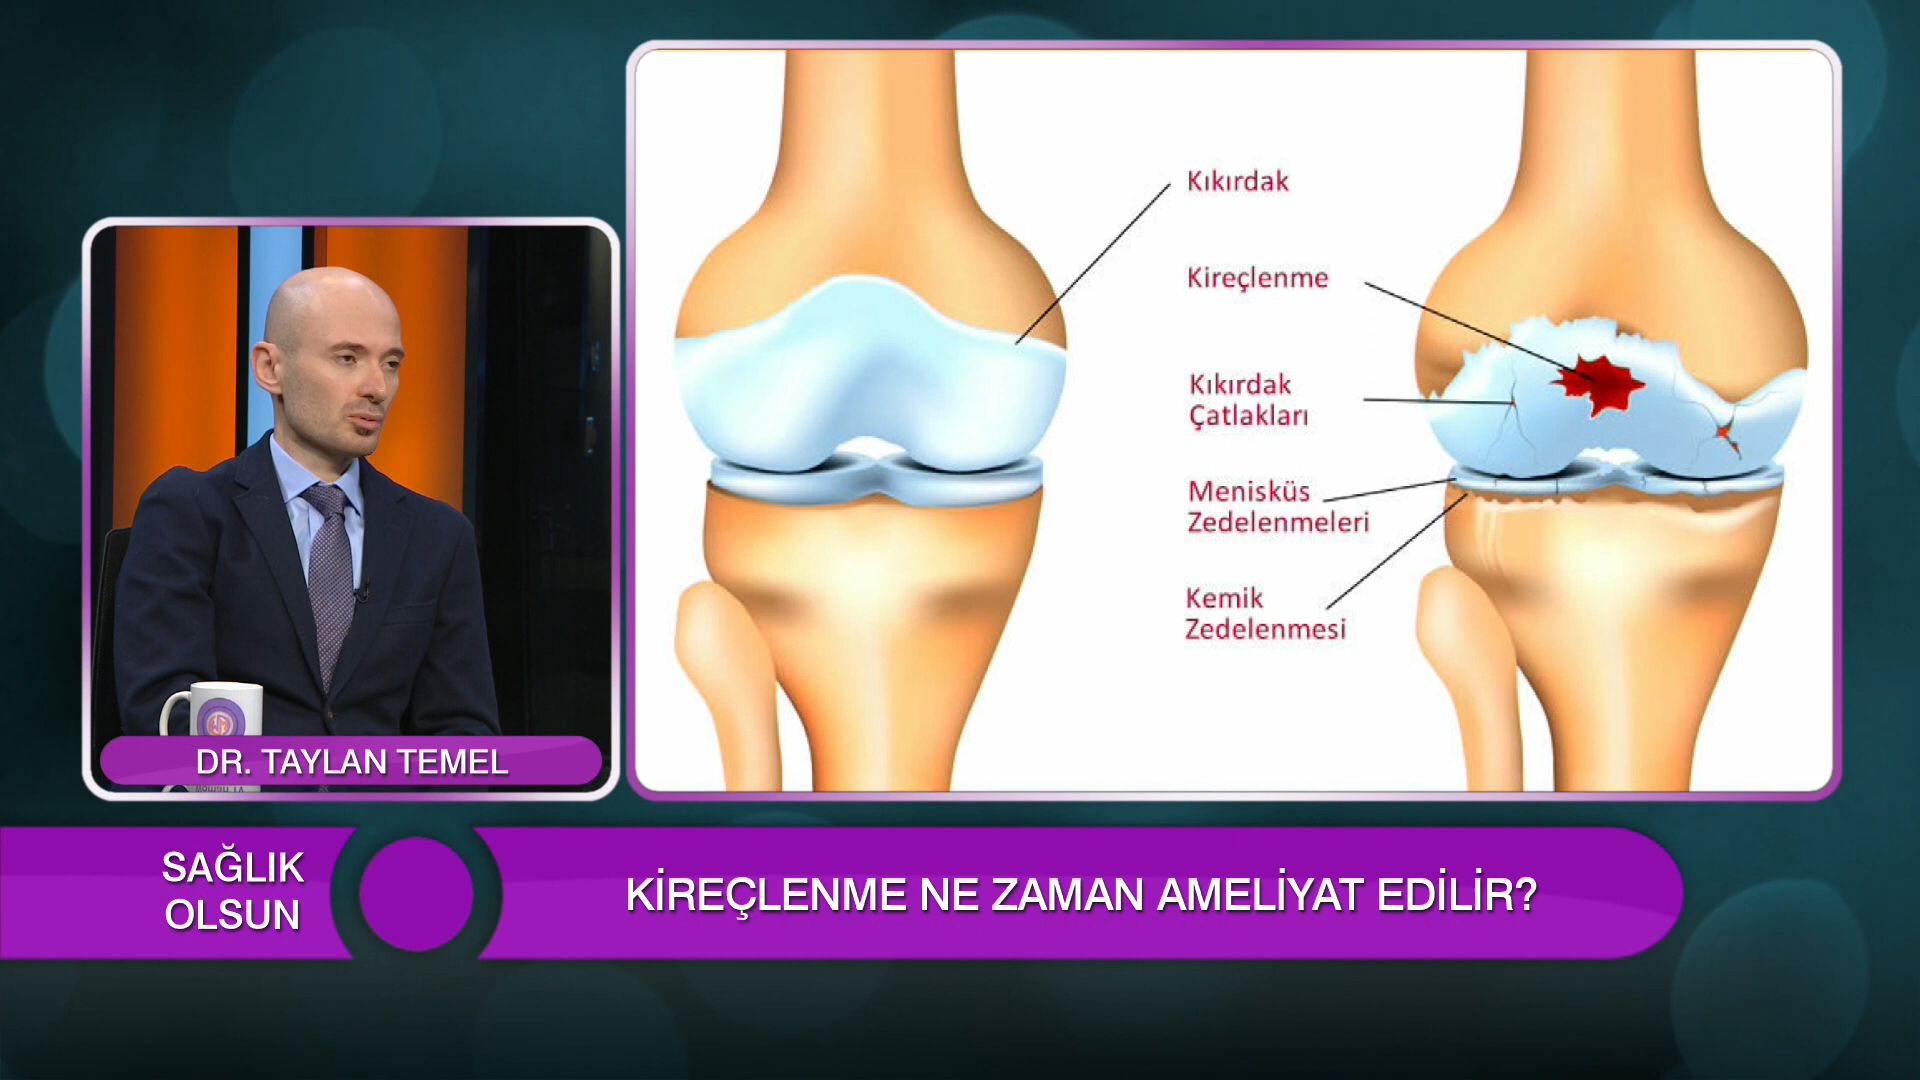 Kıkırdak
Kireçlenme
Kıkırdak
Çatlakları
Menisküs
Zedelenmeleri
Kemik
Zedelenmesi
DR. TAYLAN TEMEL
SAĞLIK
OLSUN
KİREÇLENME NE ZAMAN AMELİYAT EDİLİR?